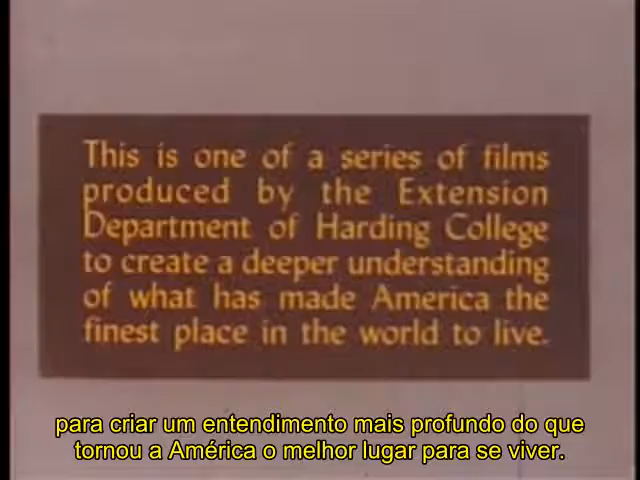 This is one of a series of films
produced by the Extension
Department of Harding College
to create a deeper understanding
of what has made America the
finest place in the world to live.
para criar um entendimento mais profundo do que
tornou a América o melhor lugar para se viver.